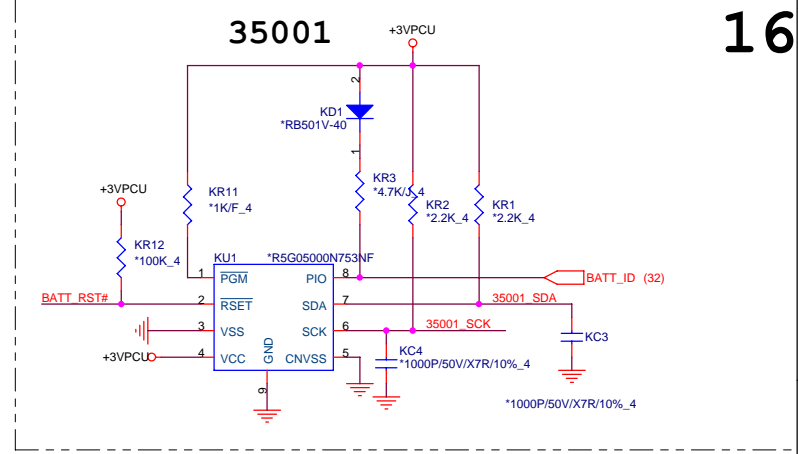 35001
16
+3VPCU
2
KD1
*RB501V-40
1
KR3
*4.7K/J_4
KR11
*1K/F_4
KR2
*2.2K_4
KR1
*2.2K_4
+3VPCU
KR12
*100K_4
KU1
*R5G05000N753NF
1
PGM
PIO
8
BATT_ID (32)
BATT_RST#
2
RSET
SDA
7
35001_SDA
3
VSS
SCK
6
35001_SCK
+3VPCU
4
VCC
GND
CNVSS
5
9
KC4
*1000P/50V/X7R/10%_4
KC3
*1000P/50V/X7R/10%_4